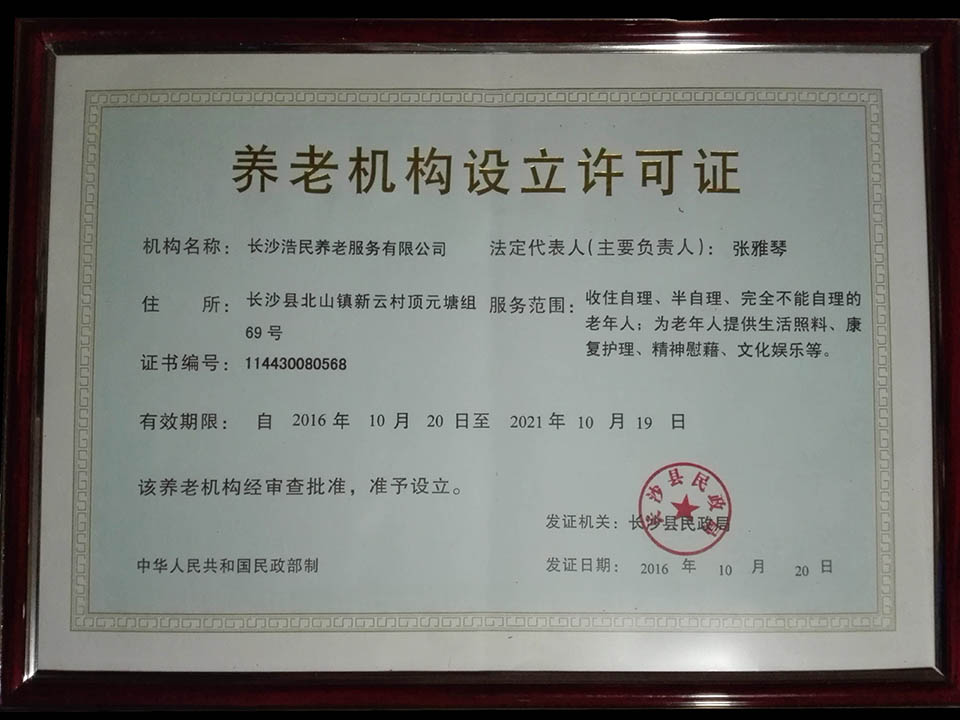 养老机构设立许可证
机构名称：长沙浩民养老服务有限公司
法定代表人(主要负责人)：张雅琴
住 所：长沙县北山镇新云村顶元塘组
69号
服务范围：收住自理、半自理、完全不能自理的
老年人；为老年人提供生活照料、康
复护理、精神慰藉、文化娱乐等。
证书编号：114430080568
有效期限：自 2016 年 10 月 20 日至 2021 年 10 月 19 日
该养老机构经审查批准，准予设立。
长沙县民政局
发证机关：长沙县民政局
中华人民共和国民政部制
发证日期：2016 年 10 月 20 日